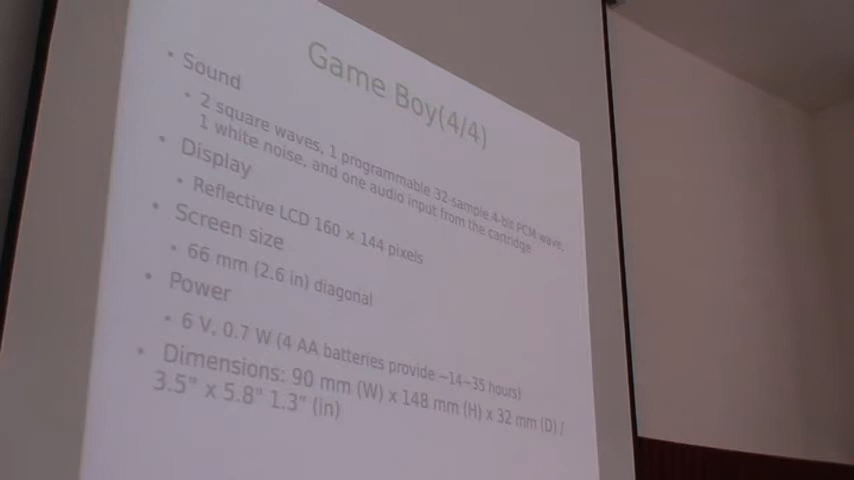 Game Boy(4/4)
• Sound
• 2 square waves, 1 programmable 32-sample 4-bit PCM wave,
1 white noise, and one audio input from the cartridge
• Display
• Reflective LCD 160 × 144 pixels
• Screen size
• 66 mm (2.6 in) diagonal
• Power
• 6 V, 0.7 W (4 AA batteries provide ~14~35 hours)
• Dimensions: 90 mm (W) x 148 mm (H) x 32 mm (D) /
3.5" x 5.8" 1.3" (in)